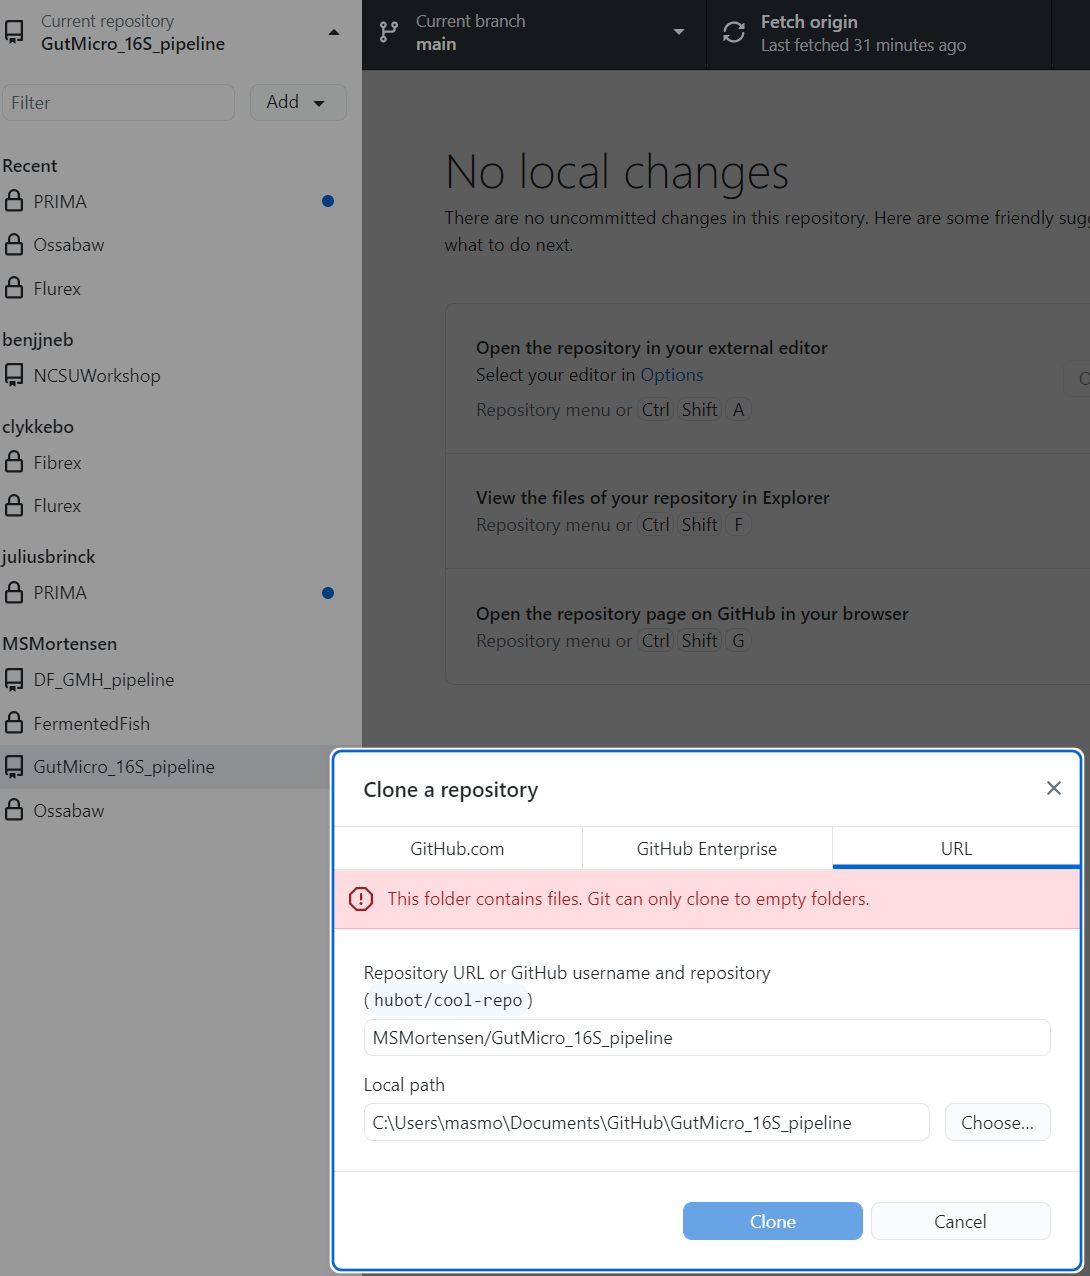 Current repository
GutMicro_16S_pipeline
Current branch
main
Fetch origin
Last fetched 31 minutes ago
Filter
Add
Recent
PRIMA
Ossabaw
Flurex
benjjneb
NCSUWorkshop
clykkebo
Fibrex
Flurex
juliusbrinck
PRIMA
MSMortensen
DF_GMH_pipeline
FermentedFish
GutMicro_16S_pipeline
Ossabaw
No local changes
There are no uncommitted changes in this repository. Here are some friendly sug
what to do next.
Open the repository in your external editor
Select your editor in Options
Repository menu or Ctrl Shift A
View the files of your repository in Explorer
Repository menu or Ctrl Shift F
Open the repository page on GitHub in your browser
Repository menu or Ctrl Shift G
Clone a repository
GitHub.com
GitHub Enterprise
URL
This folder contains files. Git can only clone to empty folders.
Repository URL or GitHub username and repository
(hubot/cool-repo)
MSMortensen/GutMicro_16S_pipeline
Local path
C:\Users\masmo\Documents\GitHub\GutMicro_16S_pipeline
Choose...
Clone
Cancel